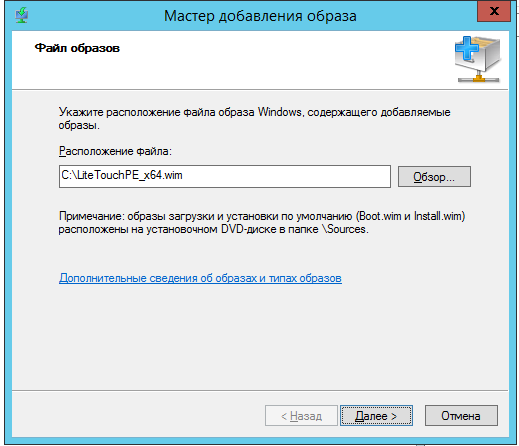 Мастер добавления образа
x
Файл образов
Укажите расположение файла образа Windows, содержащего добавляемые
образы.
Расположение файла:
C:\LiteTouchPE_x64.wim
Обзор...
Примечание: образы загрузки и установки по умолчанию (Boot.wim и Install.wim)
расположены на установочном DVD-диске в папке \Sources.
Дополнительные сведения об образах и типах образов
< Назад
Далее >
Отмена